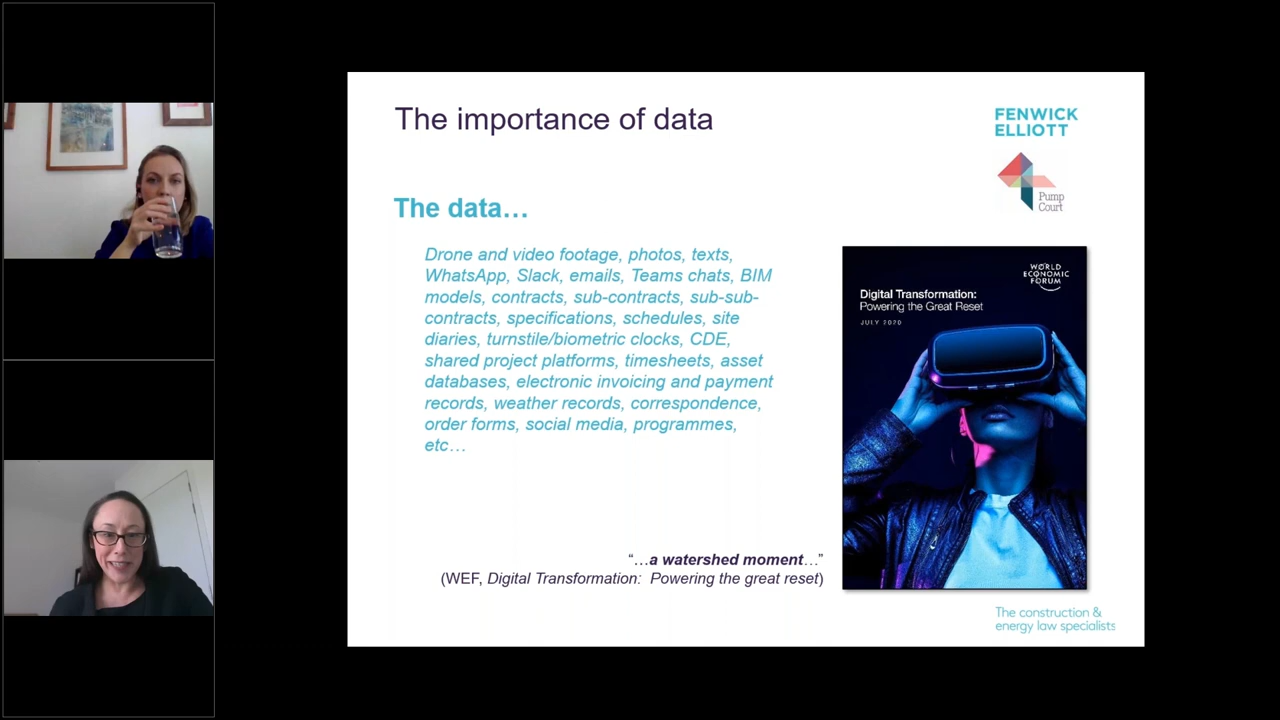 The importance of data
FENWICK
ELLIOTT
Pump
Court
The data…
Drone and video footage, photos, texts,
WhatsApp, Slack, emails, Teams chats, BIM
models, contracts, sub-contracts, sub-sub-
contracts, specifications, schedules, site
diaries, turnstile/biometric clocks, CDE,
shared project platforms, timesheets, asset
databases, electronic invoicing and payment
records, weather records, correspondence,
order forms, social media, programmes,
etc…
WORLD
ECONOMIC
FORUM
Digital Transformation:
Powering the Great Reset
JULY 2020
“…a watershed moment…”
(WEF, Digital Transformation: Powering the great reset)
The construction &
energy law specialists